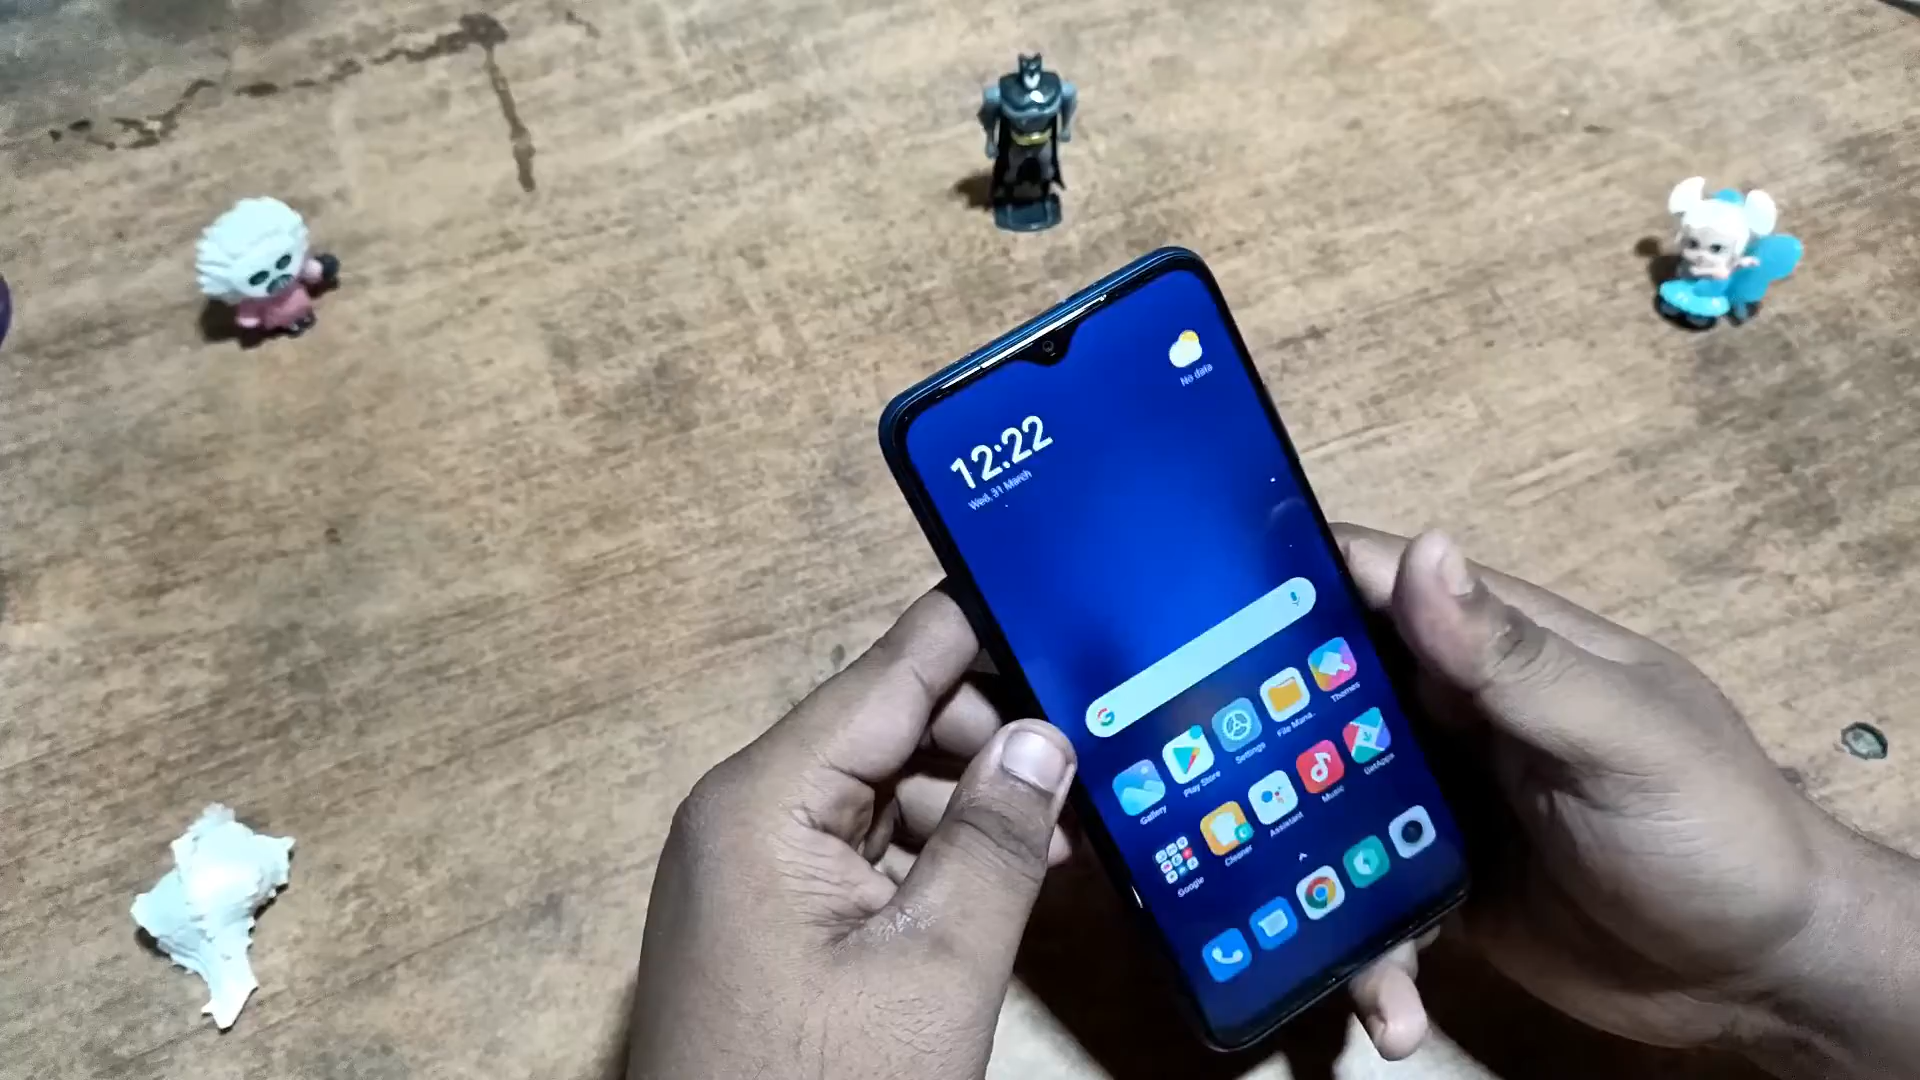 No data
12:22
Wed, 31 March
Themes
File Mana..
Settings
Play Store
Gallery
GetApps
Music
Assistant
Cleaner
Google